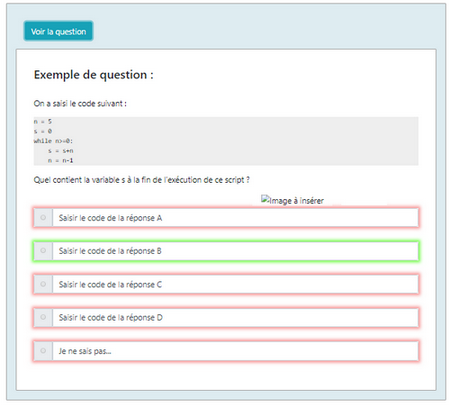 Voir la question
Exemple de question :
On a saisi le code suivant :
n = 5
s = 0
while n>=0:
s = s+n
n = n-1
Quel contient la variable s à la fin de l'exécution de ce script ?
Image à insérer
Saisir le code de la réponse A
Saisir le code de la réponse B
Saisir le code de la réponse C
Saisir le code de la réponse D
Je ne sais pas...